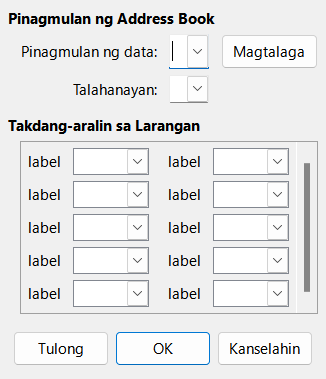 Pinagmulan ng Address Book
Pinagmulan ng data: Magtalaga
Talahanayan:
Takdang-aralin sa Larangan
label label
label label
label label
label label
label label
Tulong OK Kanselahin